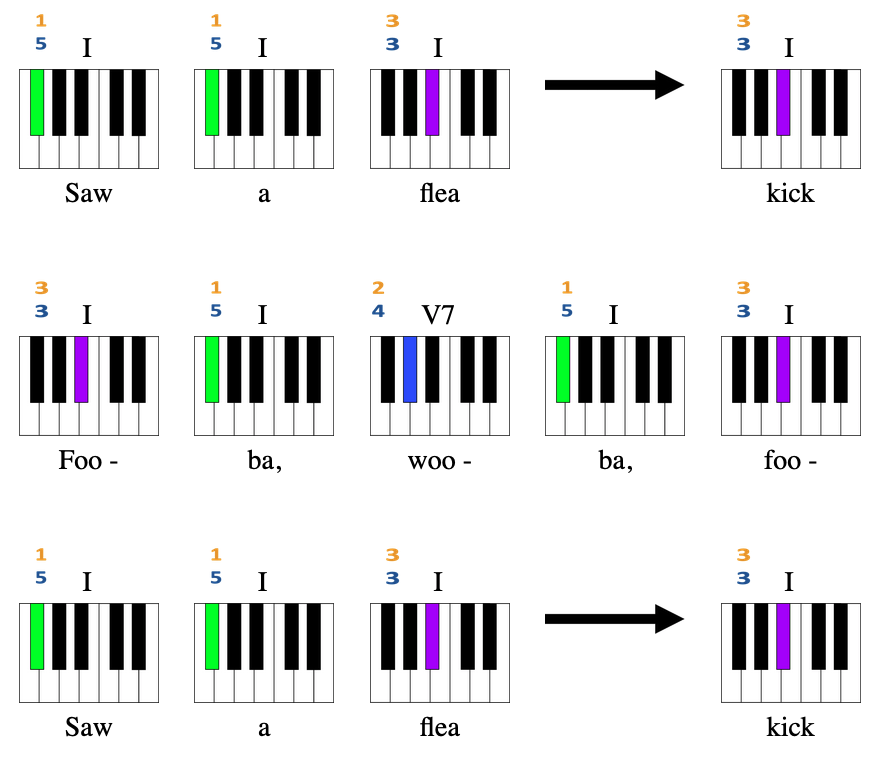 1 1 3 3
5 I 5 I 3 I 3 I
Saw a flea kick
3 1 2 1 3
3 I 5 I 4 V7 5 I 3 I
Foo - ba, woo - ba, foo -
1 1 3 3
5 I 5 I 3 I 3 I
Saw a flea kick